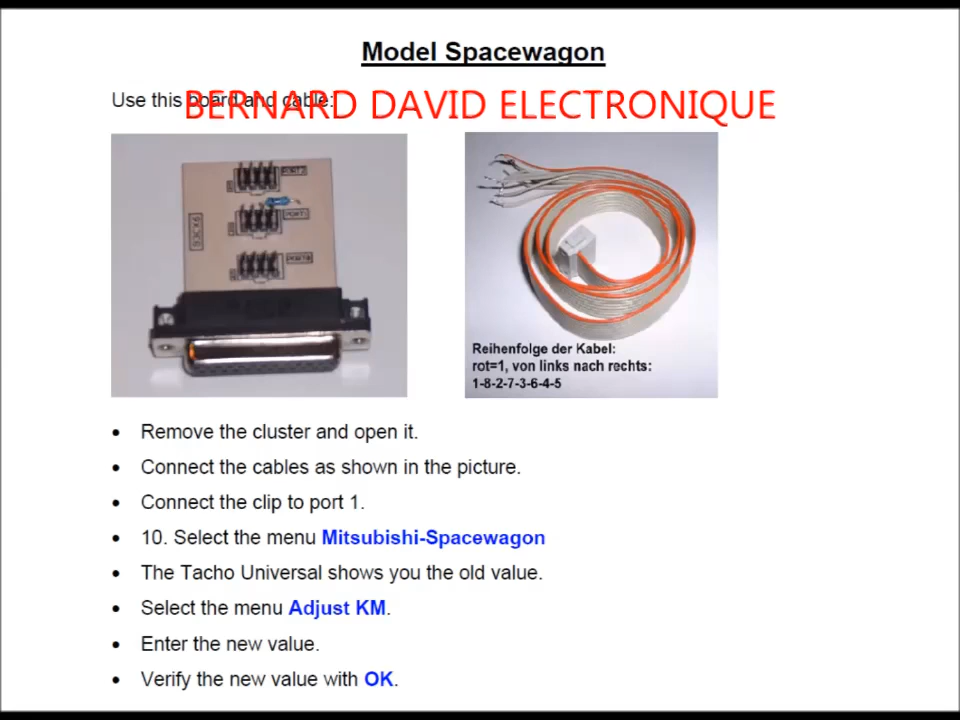 Model Spacewagon
Use this board and cable:
BERNARD DAVID ELECTRONIQUE
Reihenfolge der Kabel:
rot=1, von links nach rechts:
1-8-2-7-3-6-4-5
• Remove the cluster and open it.
• Connect the cables as shown in the picture.
• Connect the clip to port 1.
• 10. Select the menu Mitsubishi-Spacewagon
• The Tacho Universal shows you the old value.
• Select the menu Adjust KM.
• Enter the new value.
• Verify the new value with OK.